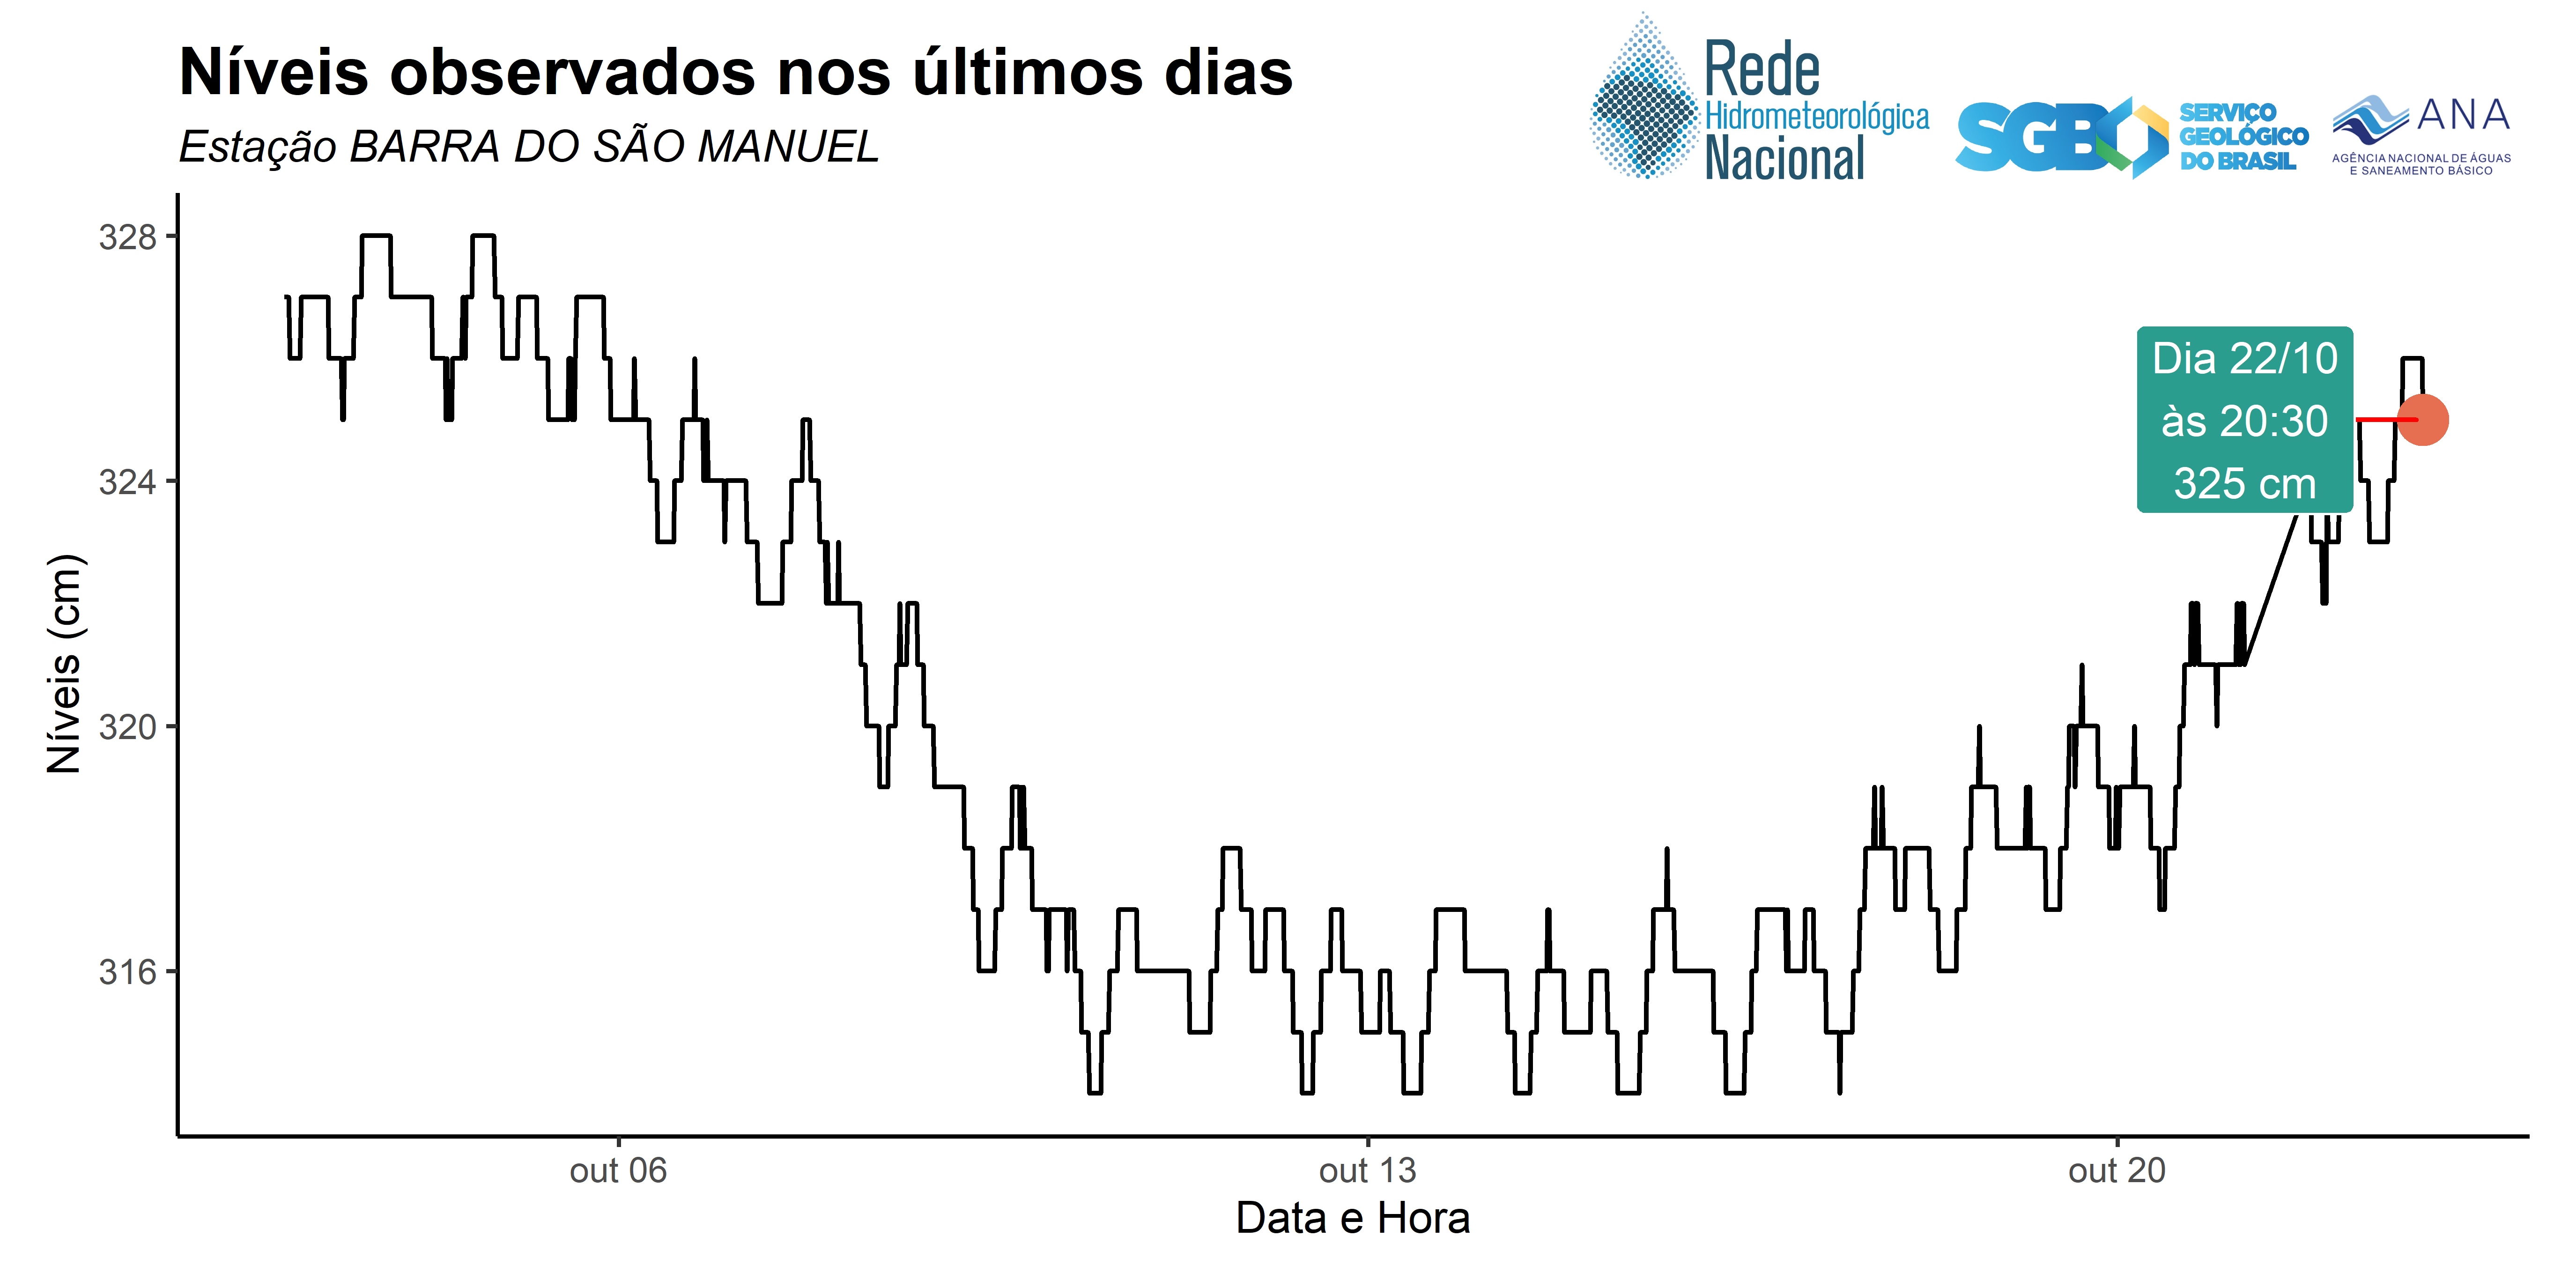 Níveis observados nos últimos dias
Estação BARRA DO SÃO MANUEL
Rede
Hidrometeorológica
Nacional
SGB
SERVIÇO
GEOLÓGICO
DO BRASIL
ANA
AGÊNCIA NACIONAL DE ÁGUAS
E SANEAMENTO BÁSICO
Níveis (cm)
328
324
320
316
Dia 22/10
às 20:30
325 cm
out 06
out 13
out 20
Data e Hora